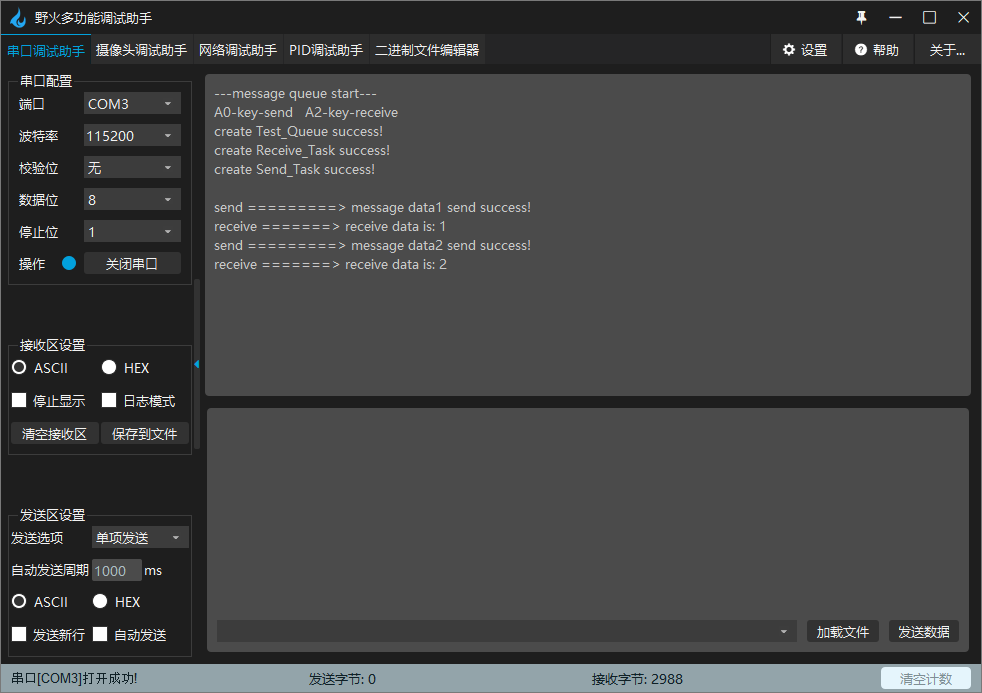 野火多功能调试助手
串口调试助手 摄像头调试助手 网络调试助手 PID调试助手 二进制文件编辑器 设置 帮助 关于...
串口配置
端口 COM3
波特率 115200
校验位 无
数据位 8
停止位 1
操作 关闭串口
接收区设置
ASCII HEX
停止显示 日志模式
清空接收区 保存到文件
发送区设置
发送选项 单项发送
自动发送周期 1000 ms
ASCII HEX
发送新行 自动发送
---message queue start---
A0-key-send A2-key-receive
create Test_Queue success!
create Receive_Task success!
create Send_Task success!
send =========> message data1 send success!
receive =======> receive data is: 1
send =========> message data2 send success!
receive =======> receive data is: 2
加载文件 发送数据
串口[COM3]打开成功! 发送字节: 0 接收字节: 2988 清空计数